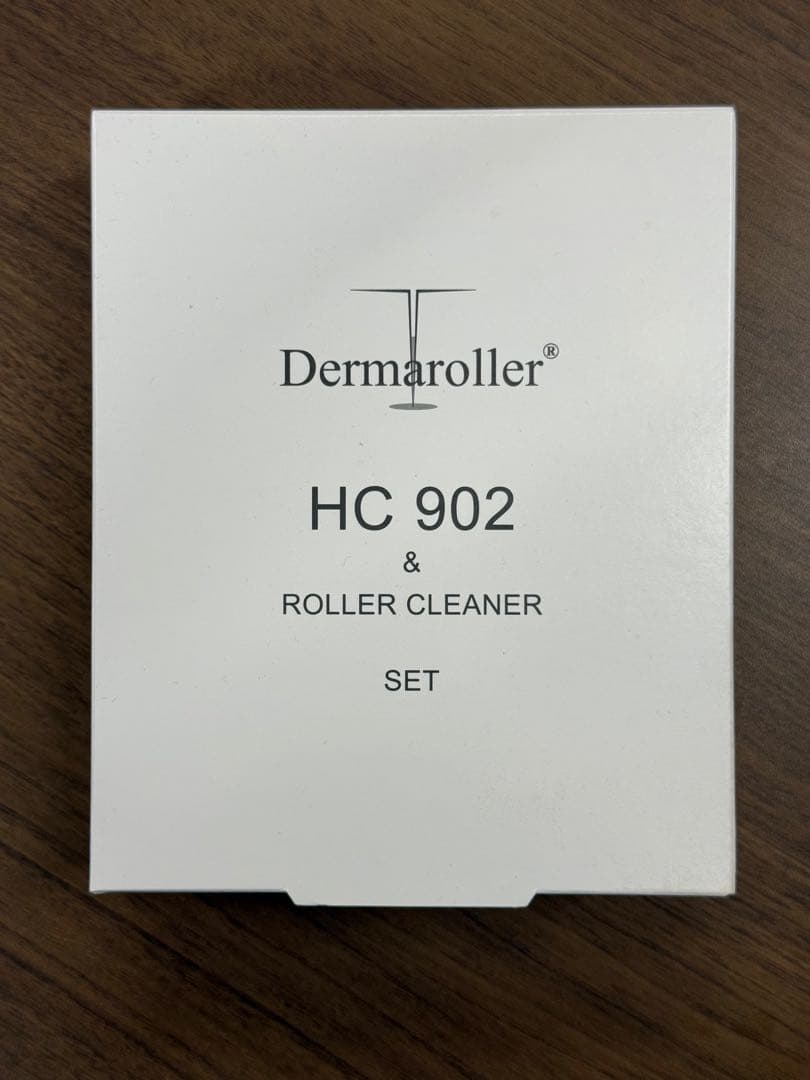 Dermaroller®
HC 902
&
ROLLER CLEANER
SET